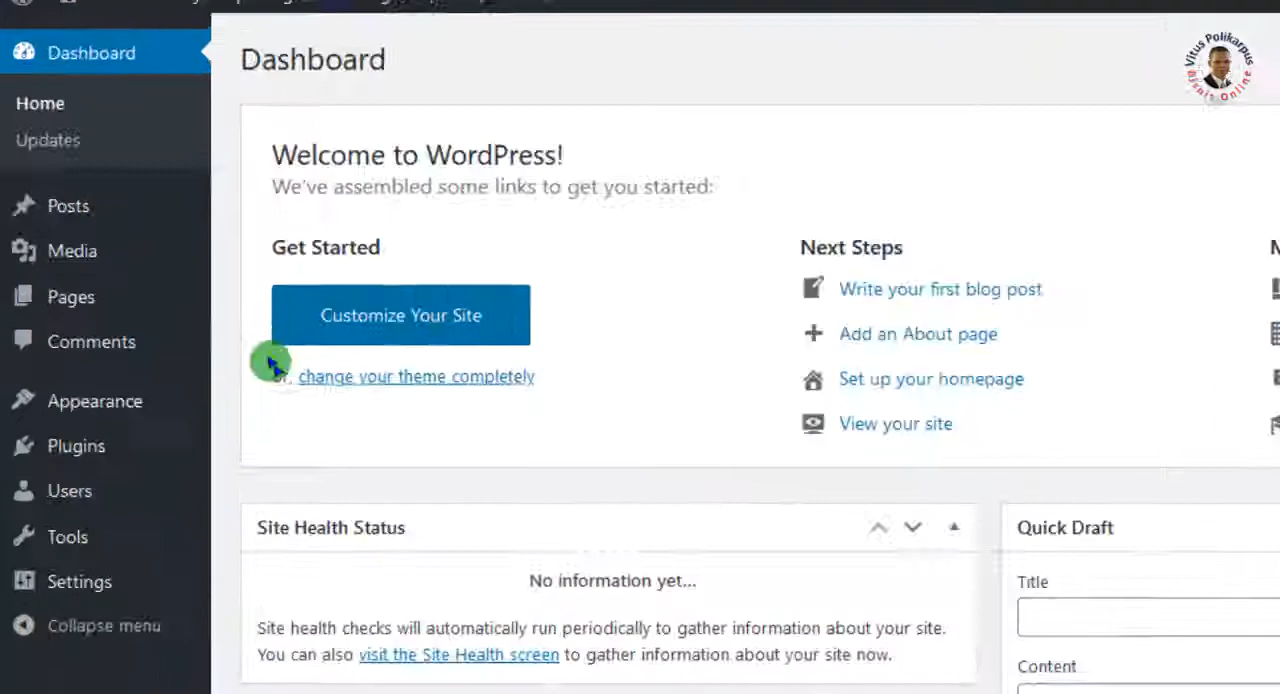 Dashboard
Home
Updates
Posts
Media
Pages
Comments
Appearance
Plugins
Users
Tools
Settings
Collapse menu
Dashboard
Vitus Polikarpus
Bisnis Online
Welcome to WordPress!
We've assembled some links to get you started:
Get Started
Customize Your Site
change your theme completely
Next Steps
Write your first blog post
Add an About page
Set up your homepage
View your site
Site Health Status
No information yet...
Site health checks will automatically run periodically to gather information about your site.
You can also visit the Site Health screen to gather information about your site now.
Quick Draft
Title
Content